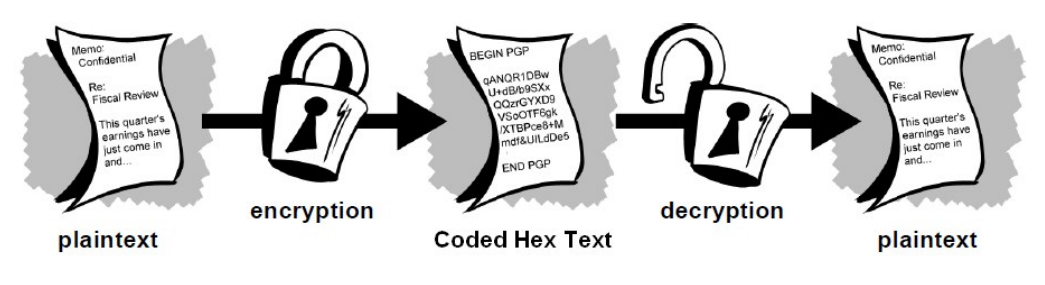 Memo:
Confidential
Re:
Fiscal Review
This quarter's
earnings have
just come in
and...
plaintext
encryption
BEGIN PGP
qANQR1DBw
U+dB/b9SXx
QQzrGYXD9
VSoOTF6gk
/XTBPce8+M
mdf&UILdDe5
.
END PGP
Coded Hex Text
decryption
Memo:
Confidential
Re:
Fiscal Review
This quarter's
earnings have
just come in
and...
plaintext